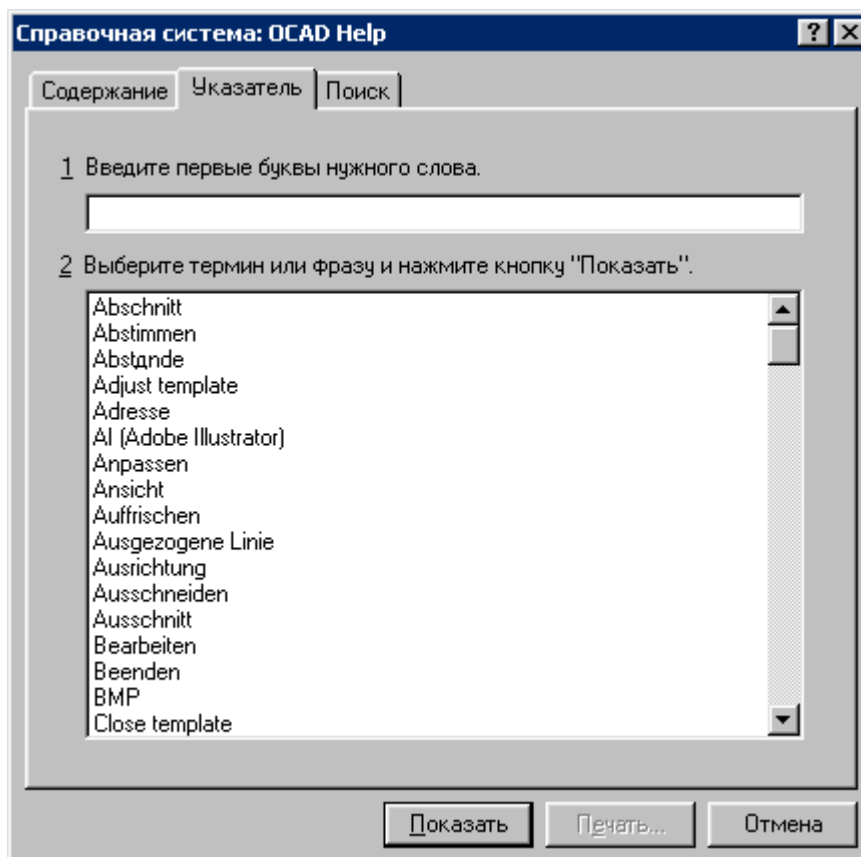 Справочная система: OCAD Help
Содержание Указатель Поиск
1 Введите первые буквы нужного слова.
2 Выберите термин или фразу и нажмите кнопку "Показать".
Abschnitt
Abstimmen
Abstдnde
Adjust template
Adresse
AI (Adobe Illustrator)
Anpassen
Ansicht
Auffrischen
Ausgezogene Linie
Ausrichtung
Ausschneiden
Ausschnitt
Bearbeiten
Beenden
BMP
Close template
Показать Печать... Отмена